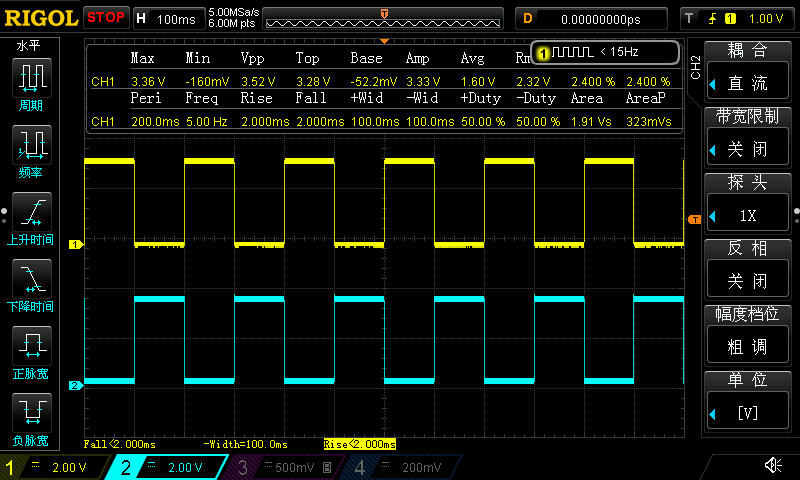 RIGOL STOP H 100ms 5.00MSa/s 6.00M pts T D 0.00000000ps T 1 1.00 V
水平
周期
频率
上升时间
下降时间
正脉宽
负脉宽
1 < 15Hz
Max Min Vpp Top Base Amp Avg
CH1 3.36 V -160mV 3.52 V 3.28 V -52.2mV 3.33 V 1.60 V 2.32 V 2.400 % 2.400 %
Peri Freq Rise Fall +Wid -Wid +Duty -Duty Area AreaP
CH1 200.0ms 5.00 Hz 2.000ms 2.000ms 100.0ms 100.0ms 50.00 % 50.00 % 1.91 Vs 323mVs
1
2
T
Fall<2.000ms -Width=100.0ms Rise<2.000ms
CH2
耦 合
直 流
带宽限制
关 闭
探 头
1X
反 相
关 闭
幅度档位
粗 调
单 位
[V]
1 2.00 V 2 2.00 V 3 500mV B 4 200mV